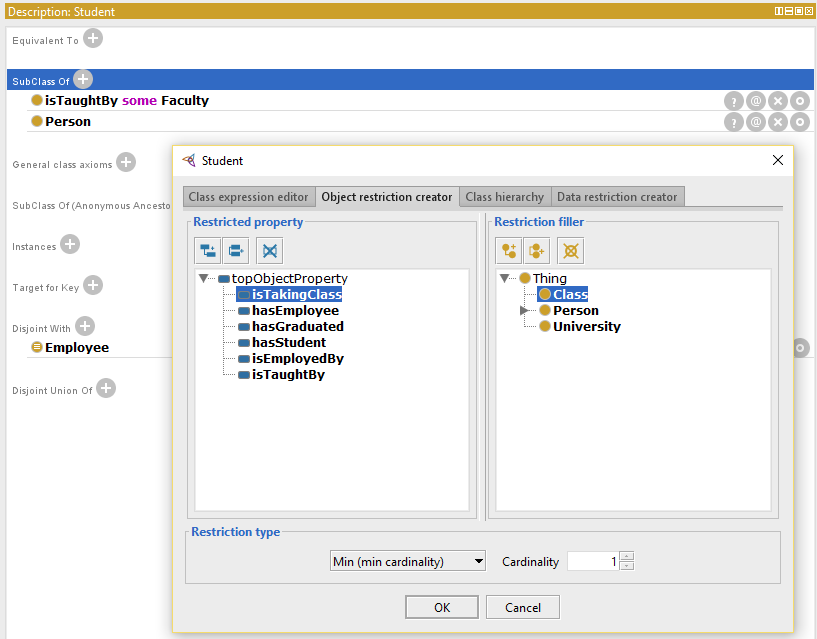 Description: Student
Equivalent To
SubClass Of
isTaughtBy some Faculty
Person
General class axioms
SubClass Of (Anonymous Ancesto
Instances
Target for Key
Disjoint With
Employee
Disjoint Union Of
Student
Class expression editor Object restriction creator Class hierarchy Data restriction creator
Restricted property
topObjectProperty
isTakingClass
hasEmployee
hasGraduated
hasStudent
isEmployedBy
isTaughtBy
Restriction filler
Thing
Class
Person
University
Restriction type
Min (min cardinality) Cardinality 1
OK Cancel